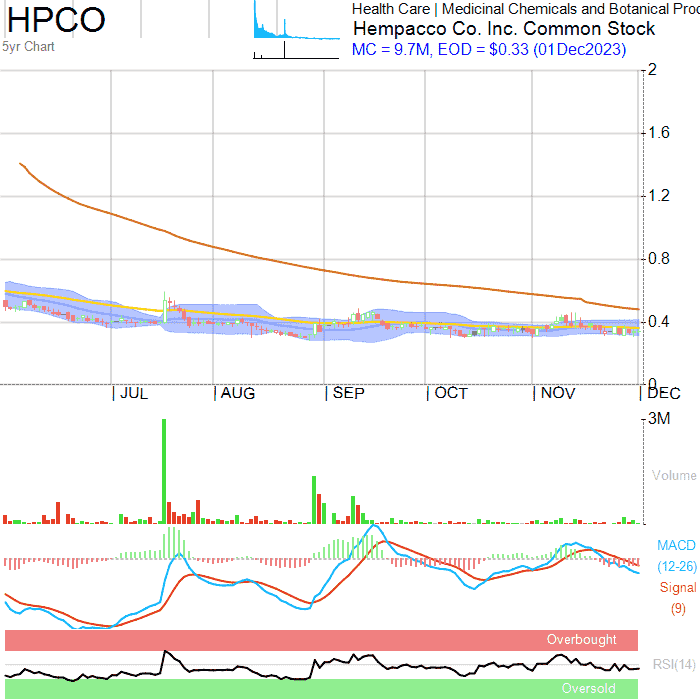 HPCO
5yr Chart
Health Care | Medicinal Chemicals and Botanical Produ
Hempacco Co. Inc. Common Stock
MC = 9.7M, EOD = $0.33 (01Dec2023)
2
1.6
1.2
0.8
0.4
0
JUL AUG SEP OCT NOV DEC
3M
Volume
MACD
(12-26)
Signal
(9)
Overbought
RSI(14)
Oversold